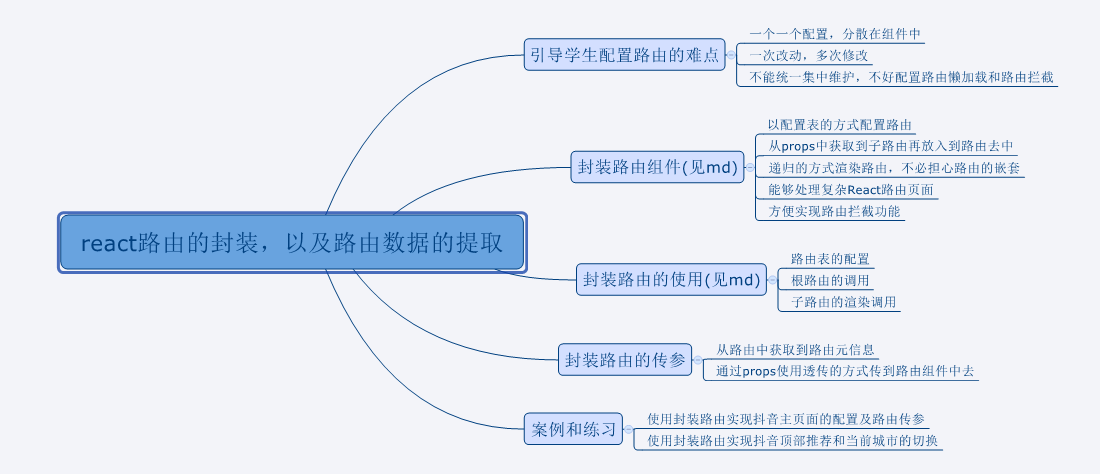 react路由的封装，以及路由数据的提取
引导学生配置路由的难点
一个一个配置，分散在组件中
一次改动，多次修改
不能统一集中维护，不好配置路由懒加载和路由拦截
封装路由组件(见md)
以配置表的方式配置路由
从props中获取到子路由再放入到路由去中
递归的方式渲染路由，不必担心路由的嵌套
能够处理复杂React路由页面
方便实现路由拦截功能
封装路由的使用(见md)
路由表的配置
根路由的调用
子路由的渲染调用
封装路由的传参
从路由中获取到路由元信息
通过props使用透传的方式传到路由组件中去
案例和练习
使用封装路由实现抖音主页面的配置及路由传参
使用封装路由实现抖音顶部推荐和当前城市的切换